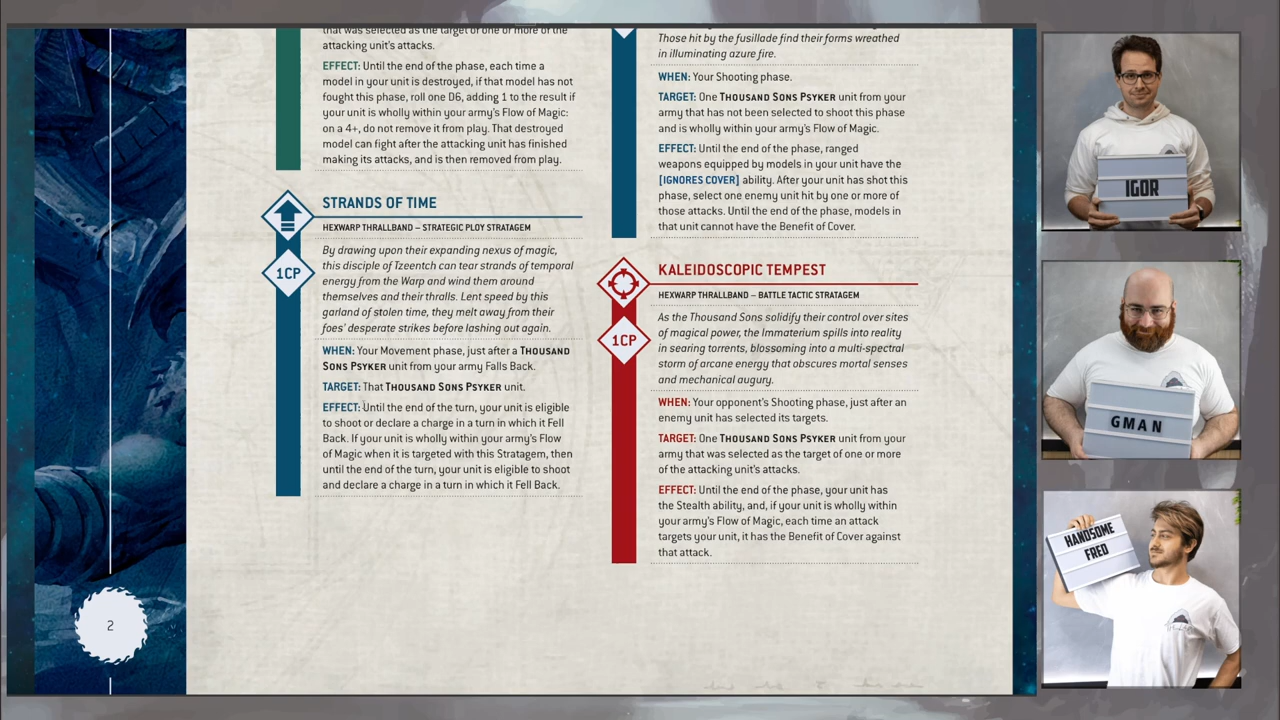 that was selected as the target of one or more of the
attacking unit's attacks.
EFFECT: Until the end of the phase, each time a
model in your unit is destroyed, if that model has not
fought this phase, roll one D6, adding 1 to the result if
your unit is wholly within your army's Flow of Magic:
on a 4+, do not remove it from play. That destroyed
model can fight after the attacking unit has finished
making its attacks, and is then removed from play.
STRANDS OF TIME
HEXWARP THRALLBAND – STRATEGIC PLOY STRATAGEM
1CP
By drawing upon their expanding nexus of magic,
this disciple of Tzeentch can tear strands of temporal
energy from the Warp and wind them around
themselves and their thralls. Lent speed by this
garland of stolen time, they melt away from their
foes' desperate strikes before lashing out again.
WHEN: Your Movement phase, just after a THOUSAND
SONS PSYKER unit from your army Falls Back.
TARGET: That THOUSAND SONS PSYKER unit.
EFFECT: Until the end of the turn, your unit is eligible
to shoot or declare a charge in a turn in which it Fell
Back. If your unit is wholly within your army's Flow
of Magic when it is targeted with this Stratagem, then
until the end of the turn, your unit is eligible to shoot
and declare a charge in a turn in which it Fell Back.
2
Those hit by the fusillade find their forms wreathed
in illuminating azure fire.
WHEN: Your Shooting phase.
TARGET: One THOUSAND SONS PSYKER unit from your
army that has not been selected to shoot this phase
and is wholly within your army's Flow of Magic.
EFFECT: Until the end of the phase, ranged
weapons equipped by models in your unit have the
[IGNORES COVER] ability. After your unit has shot this
phase, select one enemy unit hit by one or more of
those attacks. Until the end of the phase, models in
that unit cannot have the Benefit of Cover.
KALEIDOSCOPIC TEMPEST
HEXWARP THRALLBAND – BATTLE TACTIC STRATAGEM
1CP
As the Thousand Sons solidify their control over sites
of magical power, the Immaterium spills into reality
in searing torrents, blossoming into a multi-spectral
storm of arcane energy that obscures mortal senses
and mechanical augury.
WHEN: Your opponent's Shooting phase, just after an
enemy unit has selected its targets.
TARGET: One THOUSAND SONS PSYKER unit from your
army that was selected as the target of one or more
of the attacking unit's attacks.
EFFECT: Until the end of the phase, your unit has
the Stealth ability, and, if your unit is wholly within
your army's Flow of Magic, each time an attack
targets your unit, it has the Benefit of Cover against
that attack.
IGOR
GMAN
HANDSOME
FRED